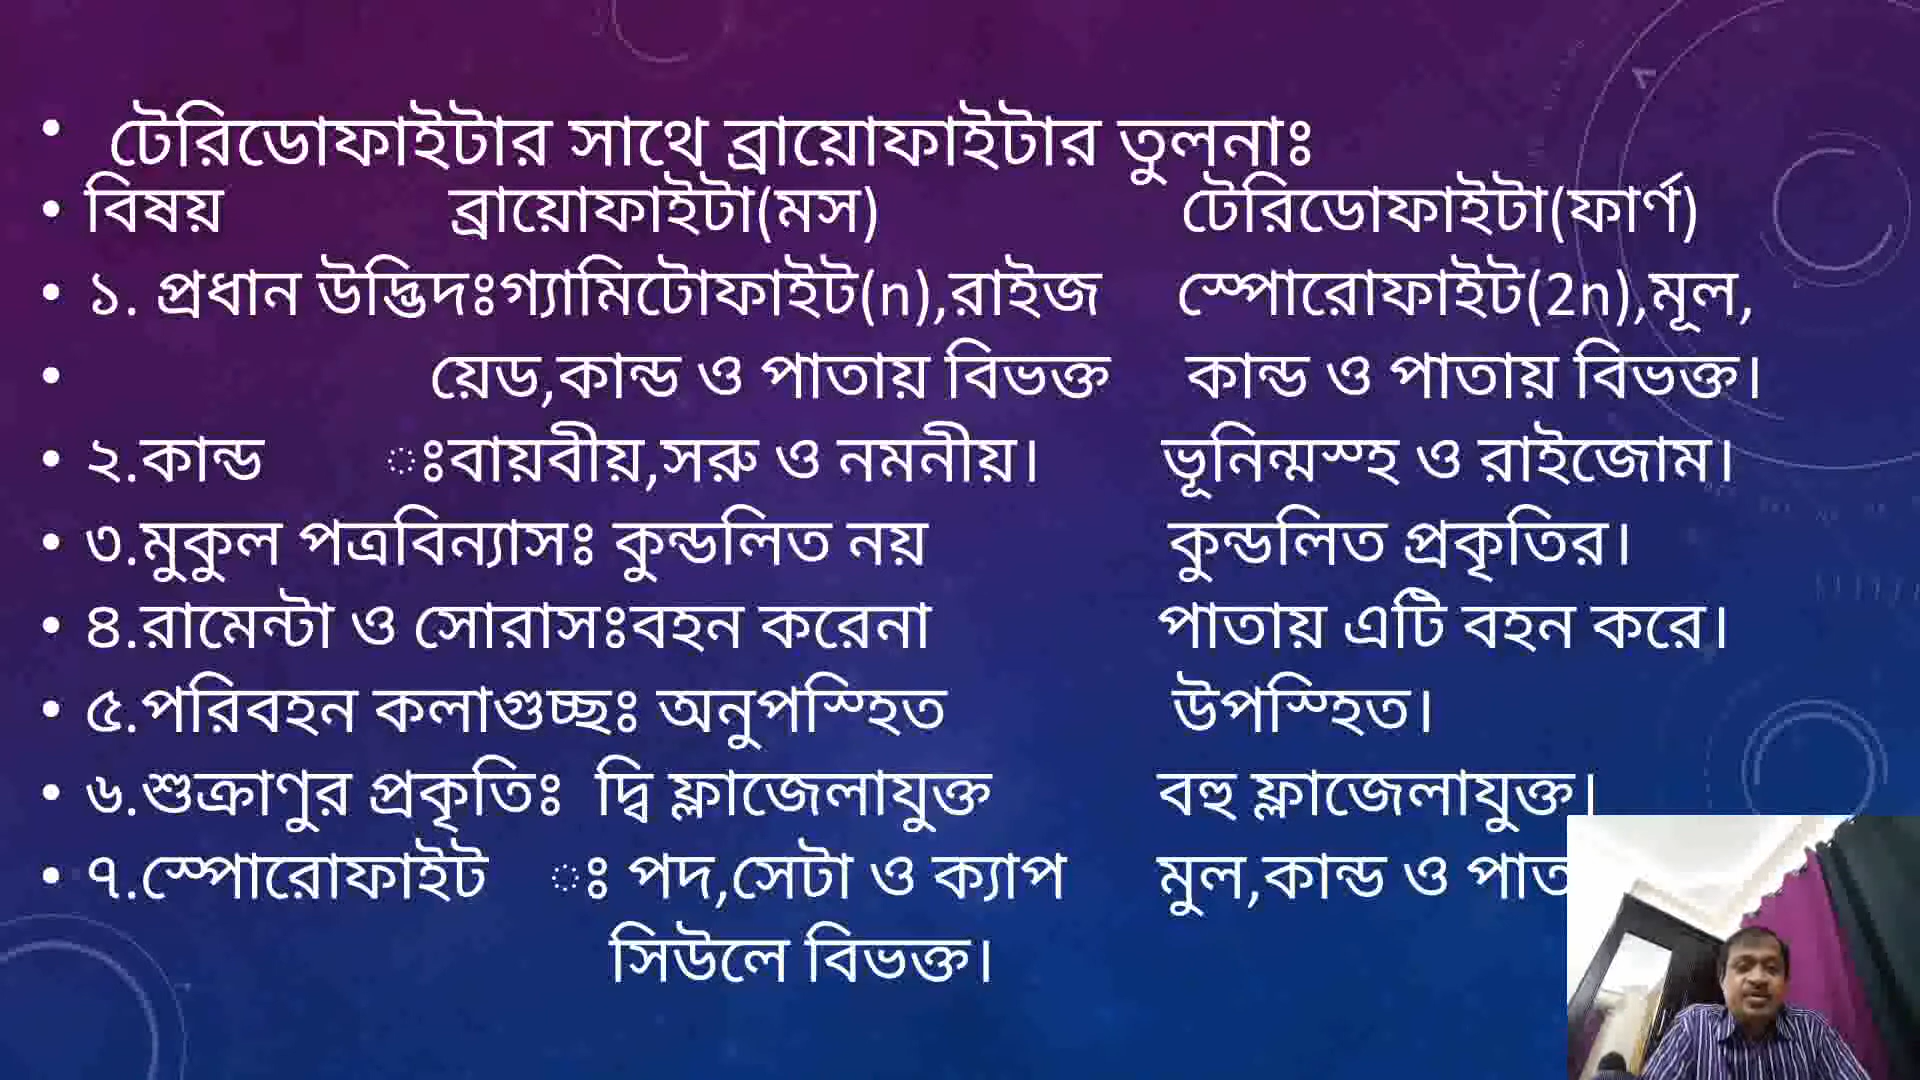 টেরিডোফাইটার সাথে ব্রায়োফাইটার তুলনাঃ
বিষয় ব্রায়োফাইটা(মস) টেরিডোফাইটা(ফার্ণ)
১. প্রধান উদ্ভিদঃগ্যামিটোফাইট(n),রাইজ স্পোরোফাইট(2n),মূল,
য়েড,কান্ড ও পাতায় বিভক্ত কান্ড ও পাতায় বিভক্ত।
২.কান্ড ঃবায়বীয়,সরু ও নমনীয়। ভূনিন্মস্হ ও রাইজোম।
৩.মুকুল পত্রবিন্যাসঃ কুন্ডলিত নয় কুন্ডলিত প্রকৃতির।
৪.রামেন্টা ও সোরাসঃবহন করেনা পাতায় এটি বহন করে।
৫.পরিবহন কলাগুচ্ছঃ অনুপস্হিত উপস্হিত।
৬.শুক্রাণুর প্রকৃতিঃ দ্বি ফ্লাজেলাযুক্ত বহু ফ্লাজেলাযুক্ত।
৭.স্পোরোফাইট ঃ পদ,সেটা ও ক্যাপ মুল,কান্ড ও
সিউলে বিভক্ত।